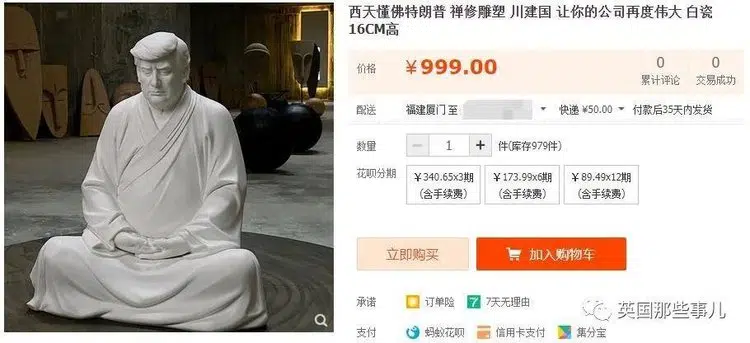 西天懂佛特朗普 禅修雕塑 川建国 让你的公司再度伟大 白瓷
16CM高
价格 ￥999.00 0 累计评论 0 交易成功
配送 福建厦门 至 快递 ¥50.00 付款后35天内发货
数量 － 1 + 件(库存979件)
花呗分期 ￥340.65x3期 (含手续费) ￥173.99x6期 (含手续费) ￥89.49x12期 (含手续费)
立即购买 加入购物车
承诺 订单险 7 7天无理由
支付 蚂蚁花呗 信用卡支付 集分宝
英国那些事儿